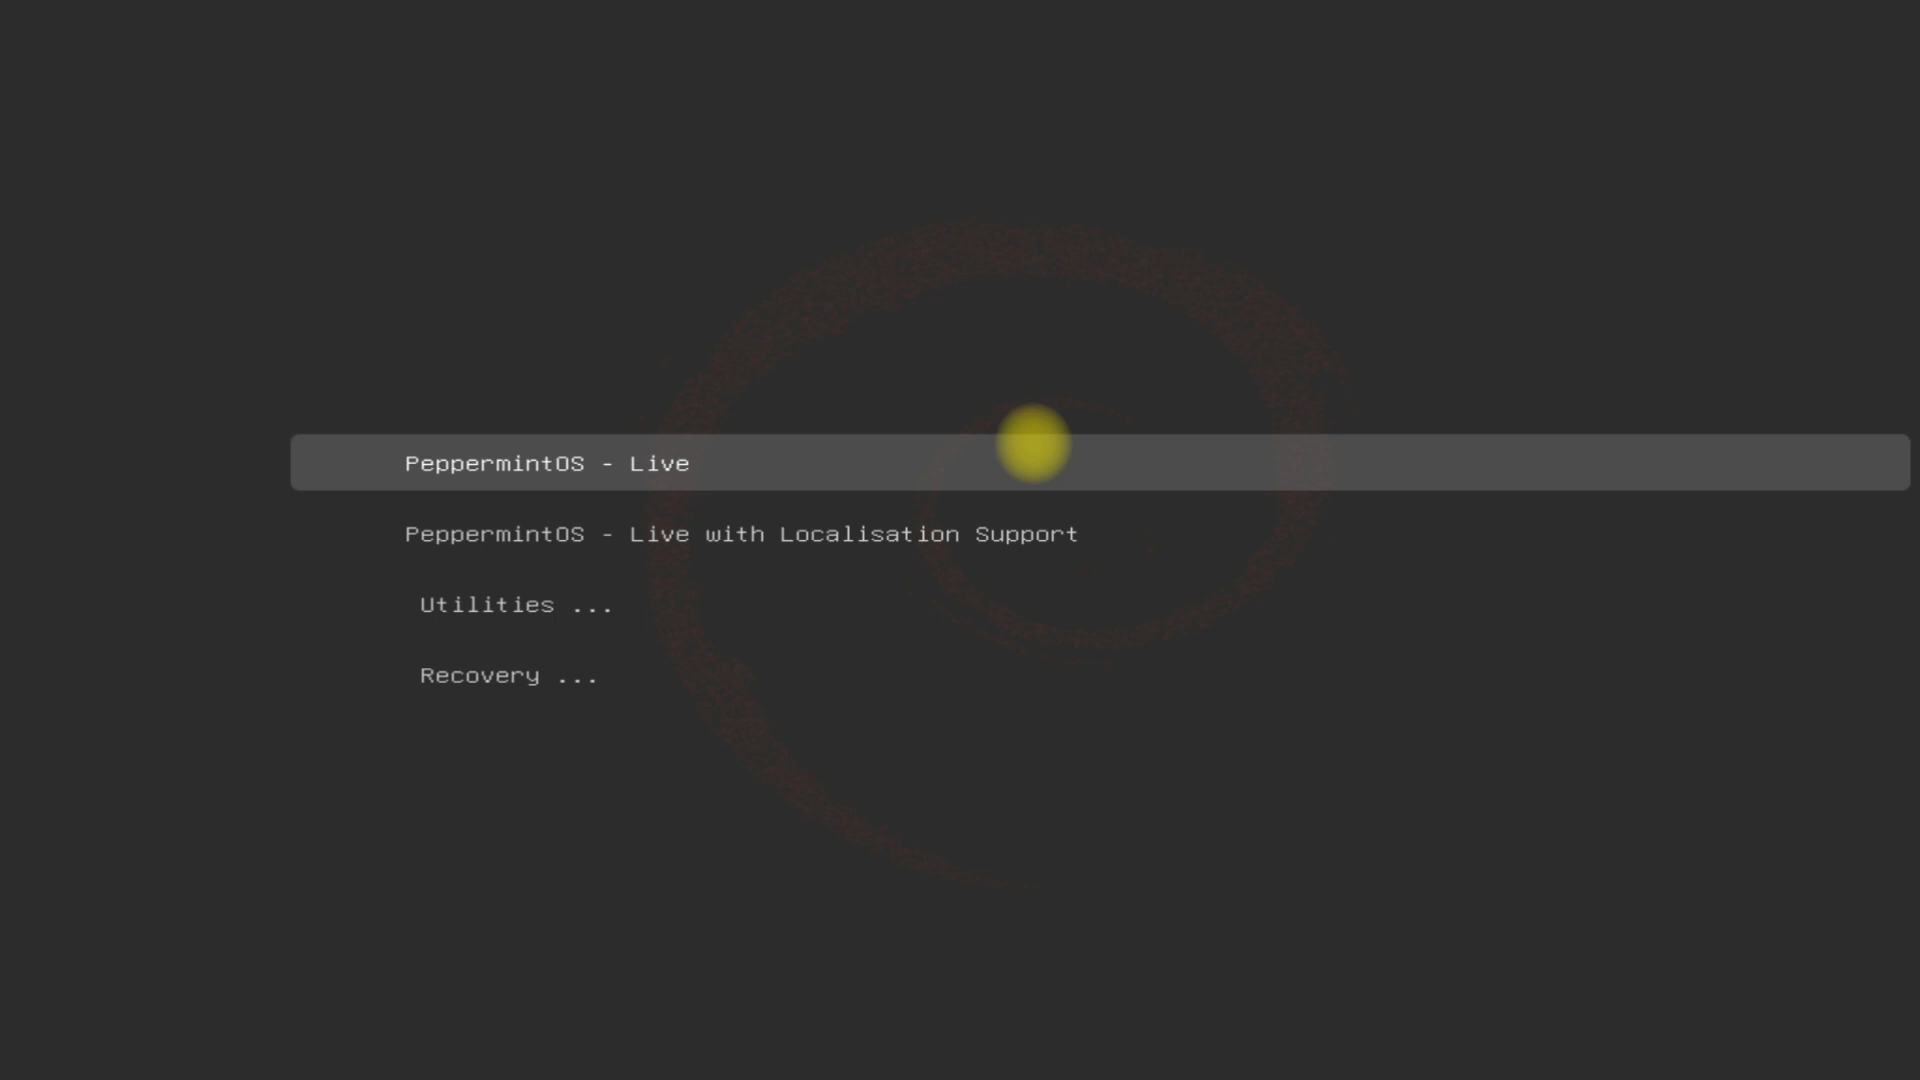 PeppermintOS - Live
PeppermintOS - Live with Localisation Support
Utilities ...
Recovery ...